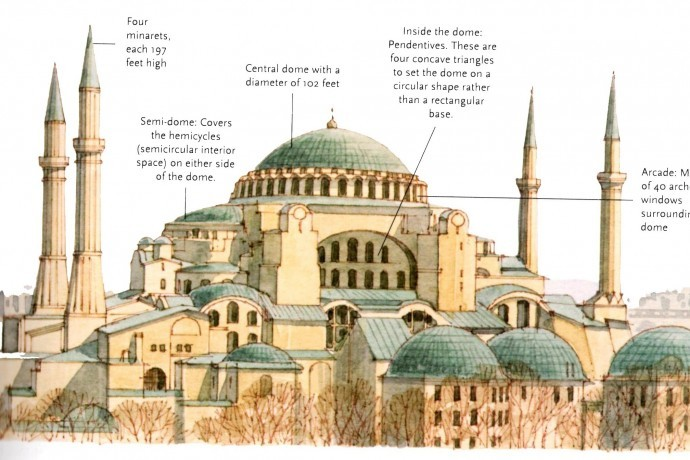 Four
minarets,
each 197
feet high
Central dome with a
diameter of 102 feet
Semi-dome: Covers
the hemicycles
(semicircular interior
space) on either side
of the dome.
Inside the dome:
Pendentives. These are
four concave triangles
to set the dome on a
circular shape rather
than a rectangular
base.
Arcade:
of 40
windows
dome